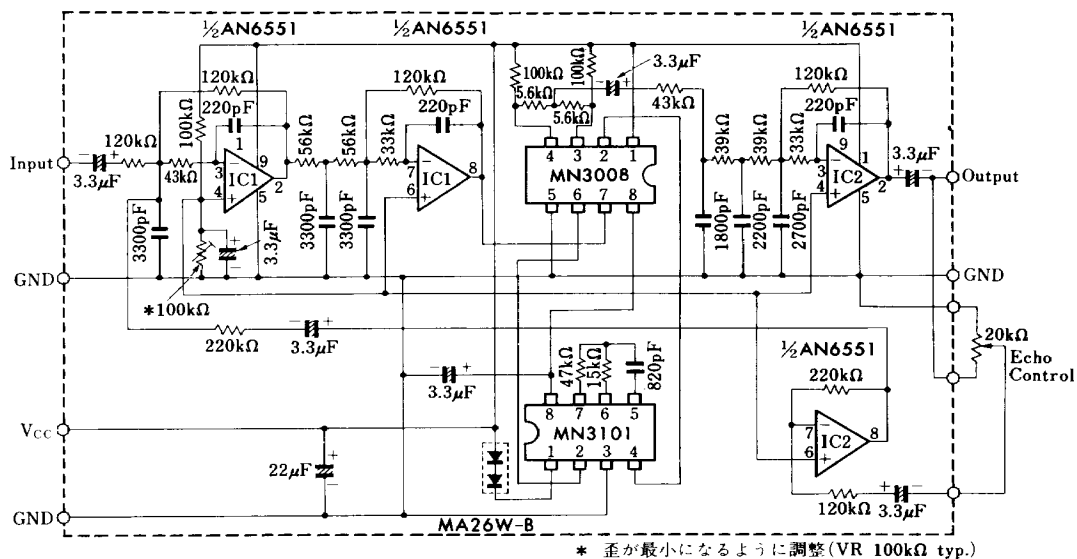 ½AN6551
½AN6551
½AN6551
120kΩ
220pF
100kΩ
120kΩ
43kΩ
Input
3.3μF
1
9
3
4
IC1
2
5
3300pF
3.3μF
56kΩ
56kΩ
33kΩ
3300pF
3300pF
120kΩ
220pF
7
6
IC1
8
100kΩ
100kΩ
5.6kΩ
5.6kΩ
3.3μF
43kΩ
4 3 2 1
MN3008
5 6 7 8
39kΩ
39kΩ
33kΩ
1800pF
2200pF
2700pF
120kΩ
220pF
9
3
4
IC2
1
2
5
3.3μF
Output
GND
GND
*100kΩ
220kΩ
3.3μF
3.3μF
47kΩ
15kΩ
820pF
8 7 6 5
MN3101
1 2 3 4
½AN6551
220kΩ
7
6
IC2
8
120kΩ
3.3μF
20kΩ
Echo
Control
VCC
22μF
GND
MA26W-B
* 歪が最小になるように調整(VR 100kΩ typ.)